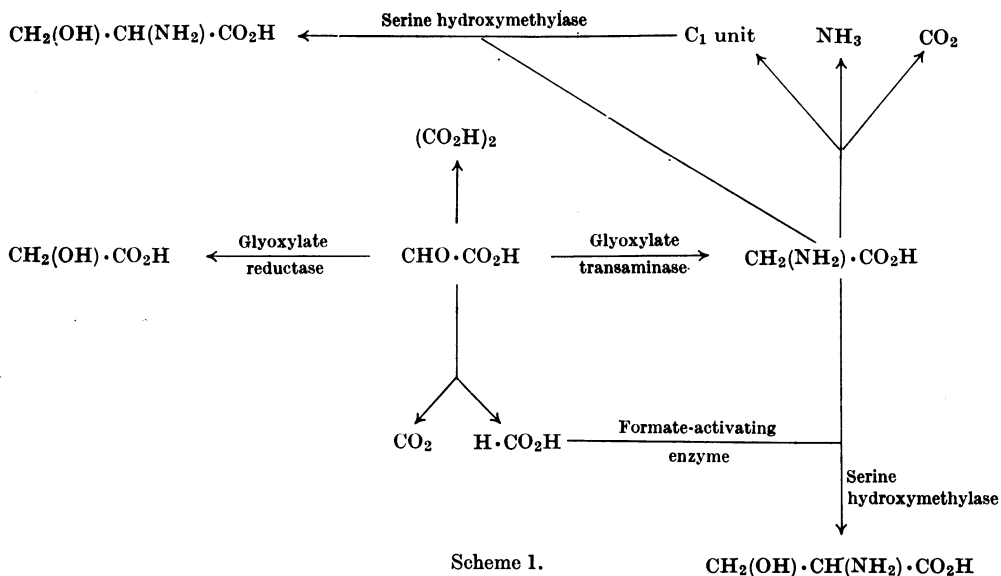 Serine hydroxymethylase
CH₂(OH)·CH(NH₂)·CO₂H
C₁ unit
NH₃
CO₂
(CO₂H)₂
CH₂(OH)·CO₂H
Glyoxylate
reductase
CHO·CO₂H
Glyoxylate
transaminase
CH₂(NH₂)·CO₂H
CO₂
H·CO₂H
Formate-activating
enzyme
Serine
hydroxymethylase
Scheme 1.
CH₂(OH)·CH(NH₂)·CO₂H